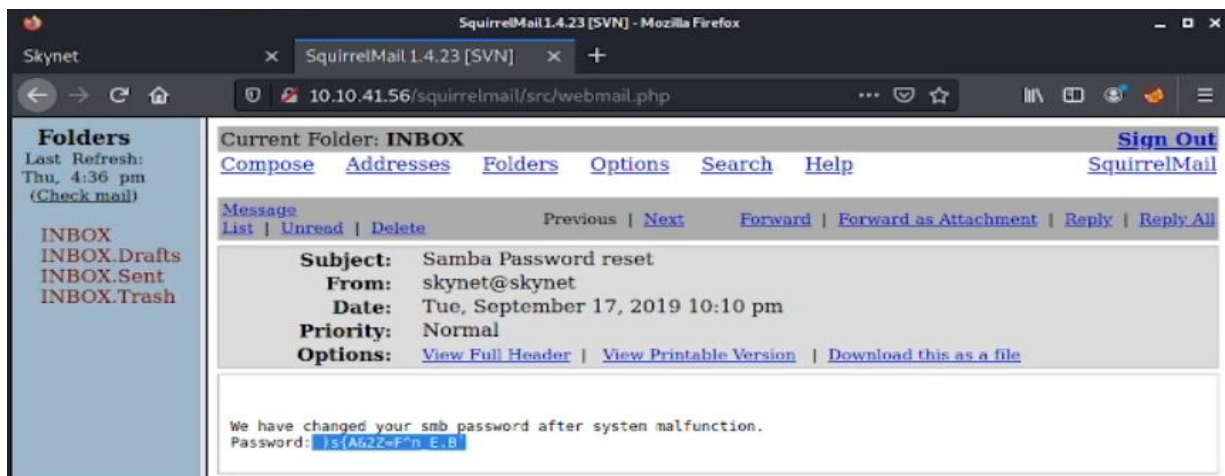 SquirrelMail 1.4.23 [SVN] - Mozilla Firefox
Skynet
SquirrelMail 1.4.23 [SVN]
10.10.41.56/squirrelmail/src/webmail.php
Folders
Last Refresh:
Thu, 4:36 pm
(Check mail)
INBOX
INBOX.Drafts
INBOX.Sent
INBOX.Trash
Current Folder: INBOX Sign Out
Compose Addresses Folders Options Search Help SquirrelMail
Message
List | Unread | Delete Previous | Next Forward | Forward as Attachment | Reply | Reply All
Subject: Samba Password reset
From: skynet@skynet
Date: Tue, September 17, 2019 10:10 pm
Priority: Normal
Options: View Full Header | View Printable Version | Download this as a file
We have changed your smb password after system malfunction.
Password: )s{A&2Z=F^n_E.B`